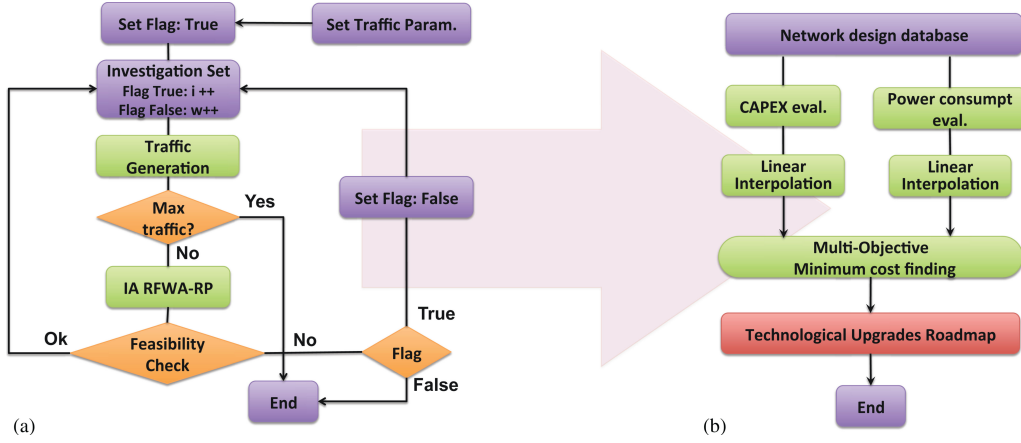 Set Flag: True
Set Traffic Param.
Investigation Set
Flag True: i ++
Flag False: w++
Traffic
Generation
Max
traffic?
Yes
No
IA RFWA-RP
Ok
Feasibility
Check
No
Set Flag: False
True
Flag
False
End
(a)
Network design database
CAPEX eval.
Power consumpt
eval.
Linear
Interpolation
Linear
Interpolation
Multi-Objective
Minimum cost finding
Technological Upgrades Roadmap
End
(b)